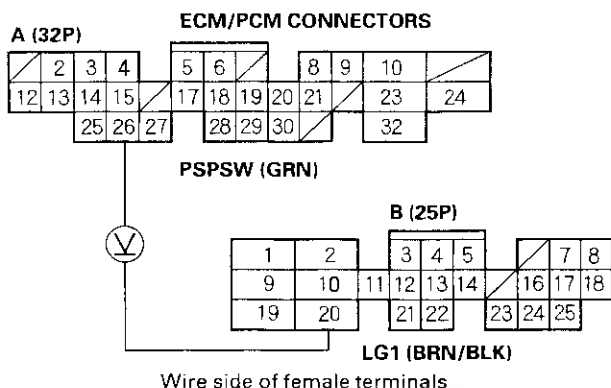 ECM/PCM CONNECTORS
A (32P)
2 3 4 5 6 8 9 10
12 13 14 15 17 18 19 20 21 23 24
25 26 27 28 29 30 32
PSPSW (GRN)
V
B (25P)
1 2 3 4 5 7 8
9 10 11 12 13 14 16 17 18
19 20 21 22 23 24 25
LG1 (BRN/BLK)
Wire side of female terminals